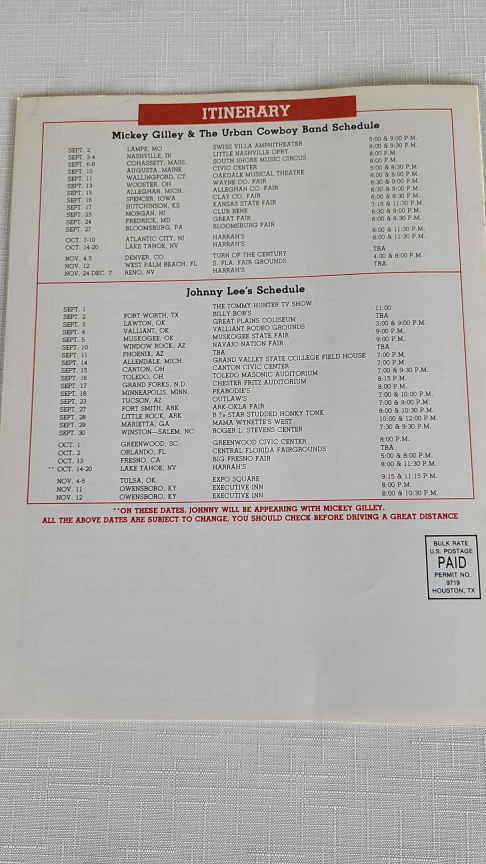 ITINERARY
Mickey Gilley & The Urban Cowboy Band Schedule
SEPT. 2 LAMPE, MO SWISS VILLA AMPHITHEATER 5:00 & 9:00 P.M.
SEPT. 3-4 NASHVILLE, IN LITTLE NASHVILLE OPRY 6:00 & 9:30 P.M.
SEPT. 6-8 COHASSETT, MASS. SOUTH SHORE MUSIC CIRCUS 8:00 P.M.
SEPT. 10 AUGUSTA, MAINE CIVIC CENTER P.M.
SEPT. 11 WALLINGFORD, CT OAKDALE MUSICAL THEATRE 5:00 & 8:30 P.M.
SEPT. 13 WOOSTER, OH WAYNE CO. FAIR P.M.
SEPT. 15 ALLEGHAN, MICH. ALLEGHAN CO. FAIR 6:30 & 9:00 P.M.
SEPT. 16 SPENCER, IOWA CLAY CO. FAIR P.M.
SEPT. 17 HUTCHINSON, KS KANSAS STATE FAIR P.M.
SEPT. 23 MORGAN, NJ CLUB BENE 7:15 & 11:30 P.M.
SEPT. 24 FREDRICK, MD GREAT FAIR 6:30 & 9:00 P.M.
SEPT. 27 BLOOMSBURG, PA BLOOMSBURG FAIR 6:00 & 8:30 P.M.
OCT. 7-10 ATLANTIC CITY, NJ HARRAH'S 8:00 & 11:00 P.M.
OCT. 14-20 LAKE TAHOE, NV HARRAH'S 8:00 & 11:30 P.M.
NOV. 4-5 DENVER, CO TURN OF THE CENTURY TBA
NOV. 12 WEST PALM BEACH, FL S. FLA. FAIR GROUNDS 4:00 & 8:00 P.M.
NOV. 24-DEC. 7 RENO, NV HARRAH'S TBA
Johnny Lee's Schedule
SEPT. 1 THE TOMMY HUNTER TV SHOW 11:00
SEPT. 2 FORT WORTH, TX BILLY BOB'S TBA
SEPT. 3 LAWTON, OK GREAT PLAINS COLISEUM 3:00 & 9:00 P.M.
SEPT. 4 VALLIANT, OK VALLIANT RODEO GROUNDS 9:00 P.M.
SEPT. 5 MUSKOGEE, OK MUSKOGEE STATE FAIR 9:00 P.M.
SEPT. 10 WINDOW ROCK, AZ NAVAJO NATION FAIR TBA
SEPT. 11 PHOENIX, AZ TBA 7:00 P.M.
SEPT. 14 ALLENDALE, MICH. GRAND VALLEY STATE COLLEGE FIELD HOUSE 7:00 P.M.
SEPT. 15 CANTON, OH CANTON CIVIC CENTER 7:00 & 9:30 P.M.
SEPT. 16 TOLEDO, OH TOLEDO MASONIC AUDITORIUM 8:15 P.M.
SEPT. 17 GRAND FORKS, N.D. CHESTER FRITZ AUDITORIUM 8:00 P.M.
SEPT. 18 MINNEAPOLIS, MINN. PEABODIE'S 7:00 & 10:00 P.M.
SEPT. 23 TUCSON, AZ OUTLAW'S 7:00 & 9:00 P.M.
SEPT. 27 FORT SMITH, ARK ARK-OKLA FAIR 8:00 & 10:30 P.M.
SEPT. 28 LITTLE ROCK, ARK B J's STAR STUDDED HONKY TONK 10:00 & 12:00 P.M.
SEPT. 29 MARIETTA, GA MAMA WYNETTE'S WEST 7:30 & 9:30 P.M.
SEPT. 30 WINSTON-SALEM, NC ROGER L. STEVENS CENTER
OCT. 1 GREENWOOD, SC GREENWOOD CIVIC CENTER 8:00 P.M.
OCT. 2 ORLANDO, FL CENTRAL FLORIDA FAIRGROUNDS TBA
OCT. 13 FRESNO, CA BIG FRESNO FAIR 5:00 & 8:00 P.M.
** OCT. 14-20 LAKE TAHOE, NV HARRAH'S 8:00 & 11:30 P.M.
NOV. 4-5 TULSA, OK EXPO SQUARE 9:15 & 11:15 P.M.
NOV. 11 OWENSBORO, KY EXECUTIVE INN 8:00 P.M.
NOV. 12 OWENSBORO, KY EXECUTIVE INN 8:00 & 10:30 P.M.
**ON THESE DATES, JOHNNY WILL BE APPEARING WITH MICKEY GILLEY.
ALL THE ABOVE DATES ARE SUBJECT TO CHANGE, YOU SHOULD CHECK BEFORE DRIVING A GREAT DISTANCE
BULK RATE
U.S. POSTAGE
PAID
PERMIT NO.
9719
HOUSTON, TX